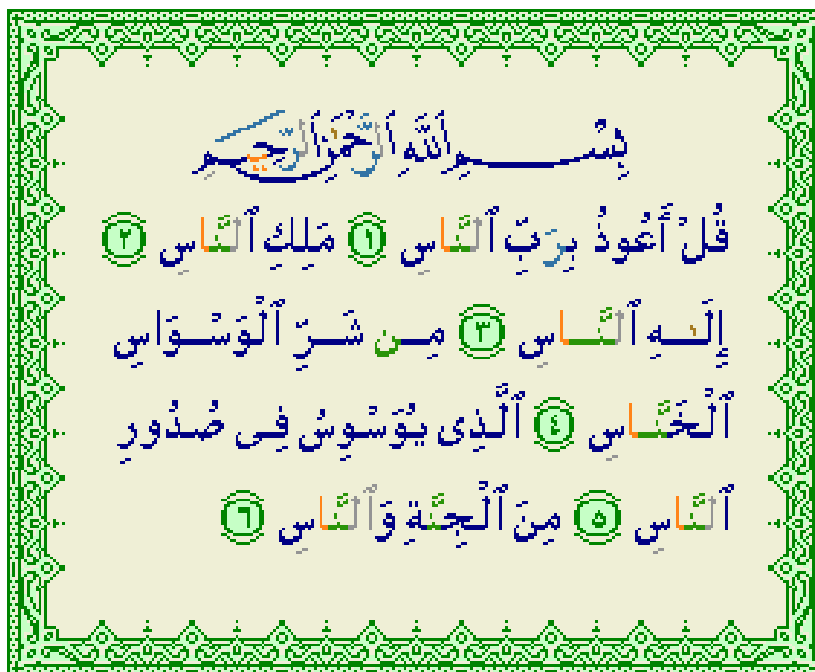 بِسْمِ ٱللَّهِ ٱلرَّحْمَٰنِ ٱلرَّحِيمِ
قُلْ أَعُوذُ بِرَبِّ ٱلنَّاسِ ١ مَلِكِ ٱلنَّاسِ ٢
إِلَٰهِ ٱلنَّاسِ ٣ مِن شَرِّ ٱلْوَسْوَاسِ
ٱلْخَنَّاسِ ٤ ٱلَّذِى يُوَسْوِسُ فِى صُدُورِ
ٱلنَّاسِ ٥ مِنَ ٱلْجِنَّةِ وَٱلنَّاسِ ٦